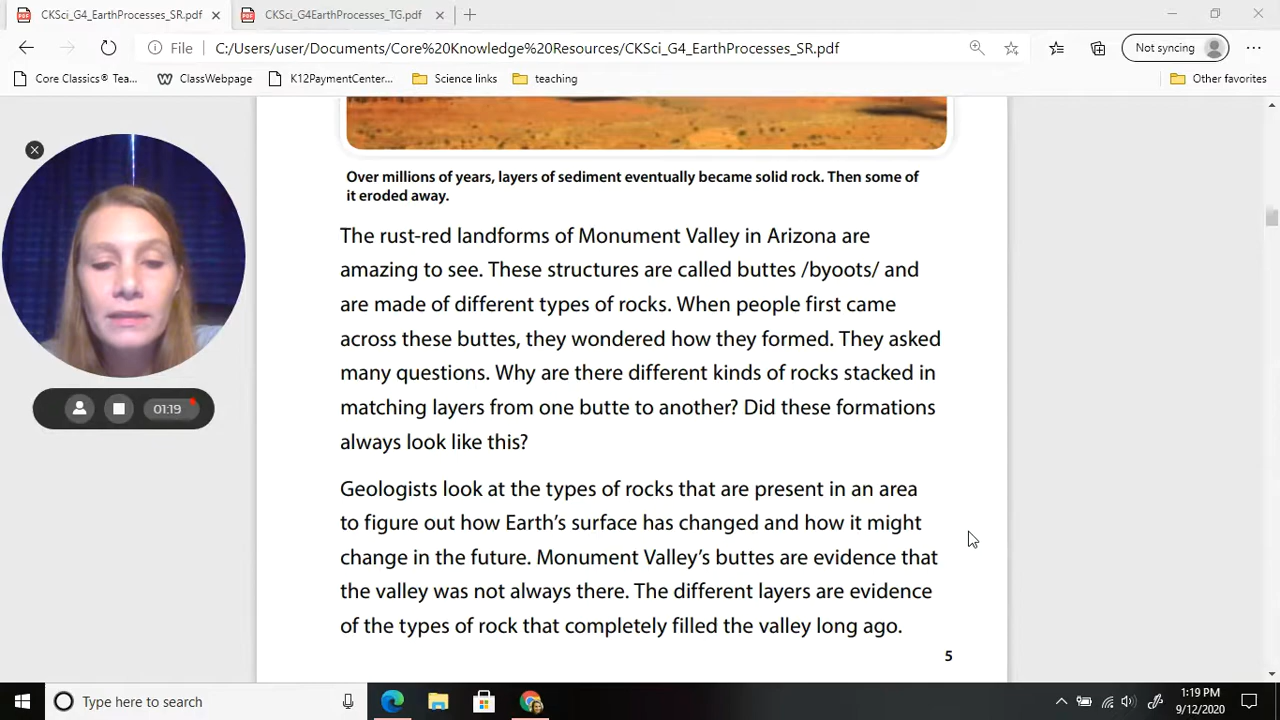 CKSci_G4_EarthProcesses_SR.pdf
CKSci_G4EarthProcesses_TG.pdf
File
C:/Users/user/Documents/Core%20Knowledge%20Resources/CKSci_G4_EarthProcesses_SR.pdf
Not syncing
Core Classics® Tea...
ClassWebpage
K12PaymentCenter...
Science links
teaching
Other favorites
Over millions of years, layers of sediment eventually became solid rock. Then some of
it eroded away.
The rust-red landforms of Monument Valley in Arizona are
amazing to see. These structures are called buttes /byoots/ and
are made of different types of rocks. When people first came
across these buttes, they wondered how they formed. They asked
many questions. Why are there different kinds of rocks stacked in
matching layers from one butte to another? Did these formations
always look like this?
Geologists look at the types of rocks that are present in an area
to figure out how Earth's surface has changed and how it might
change in the future. Monument Valley's buttes are evidence that
the valley was not always there. The different layers are evidence
of the types of rock that completely filled the valley long ago.
5
01:19
Type here to search
1:19 PM
9/12/2020